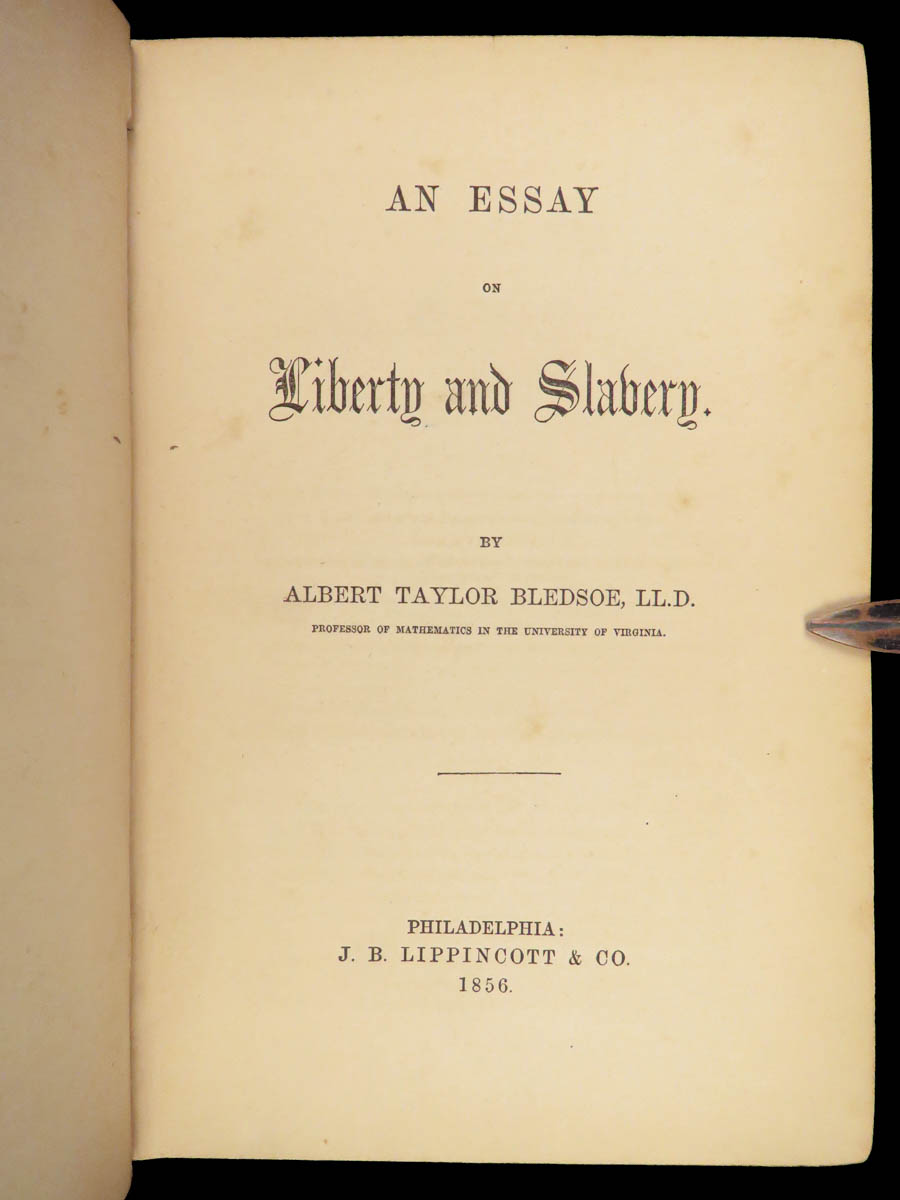 AN ESSAY
ON
Liberty and Slavery.
BY
ALBERT TAYLOR BLEDSOE, LL.D.
PROFESSOR OF MATHEMATICS IN THE UNIVERSITY OF VIRGINIA.
PHILADELPHIA:
J. B. LIPPINCOTT & CO.
1856.